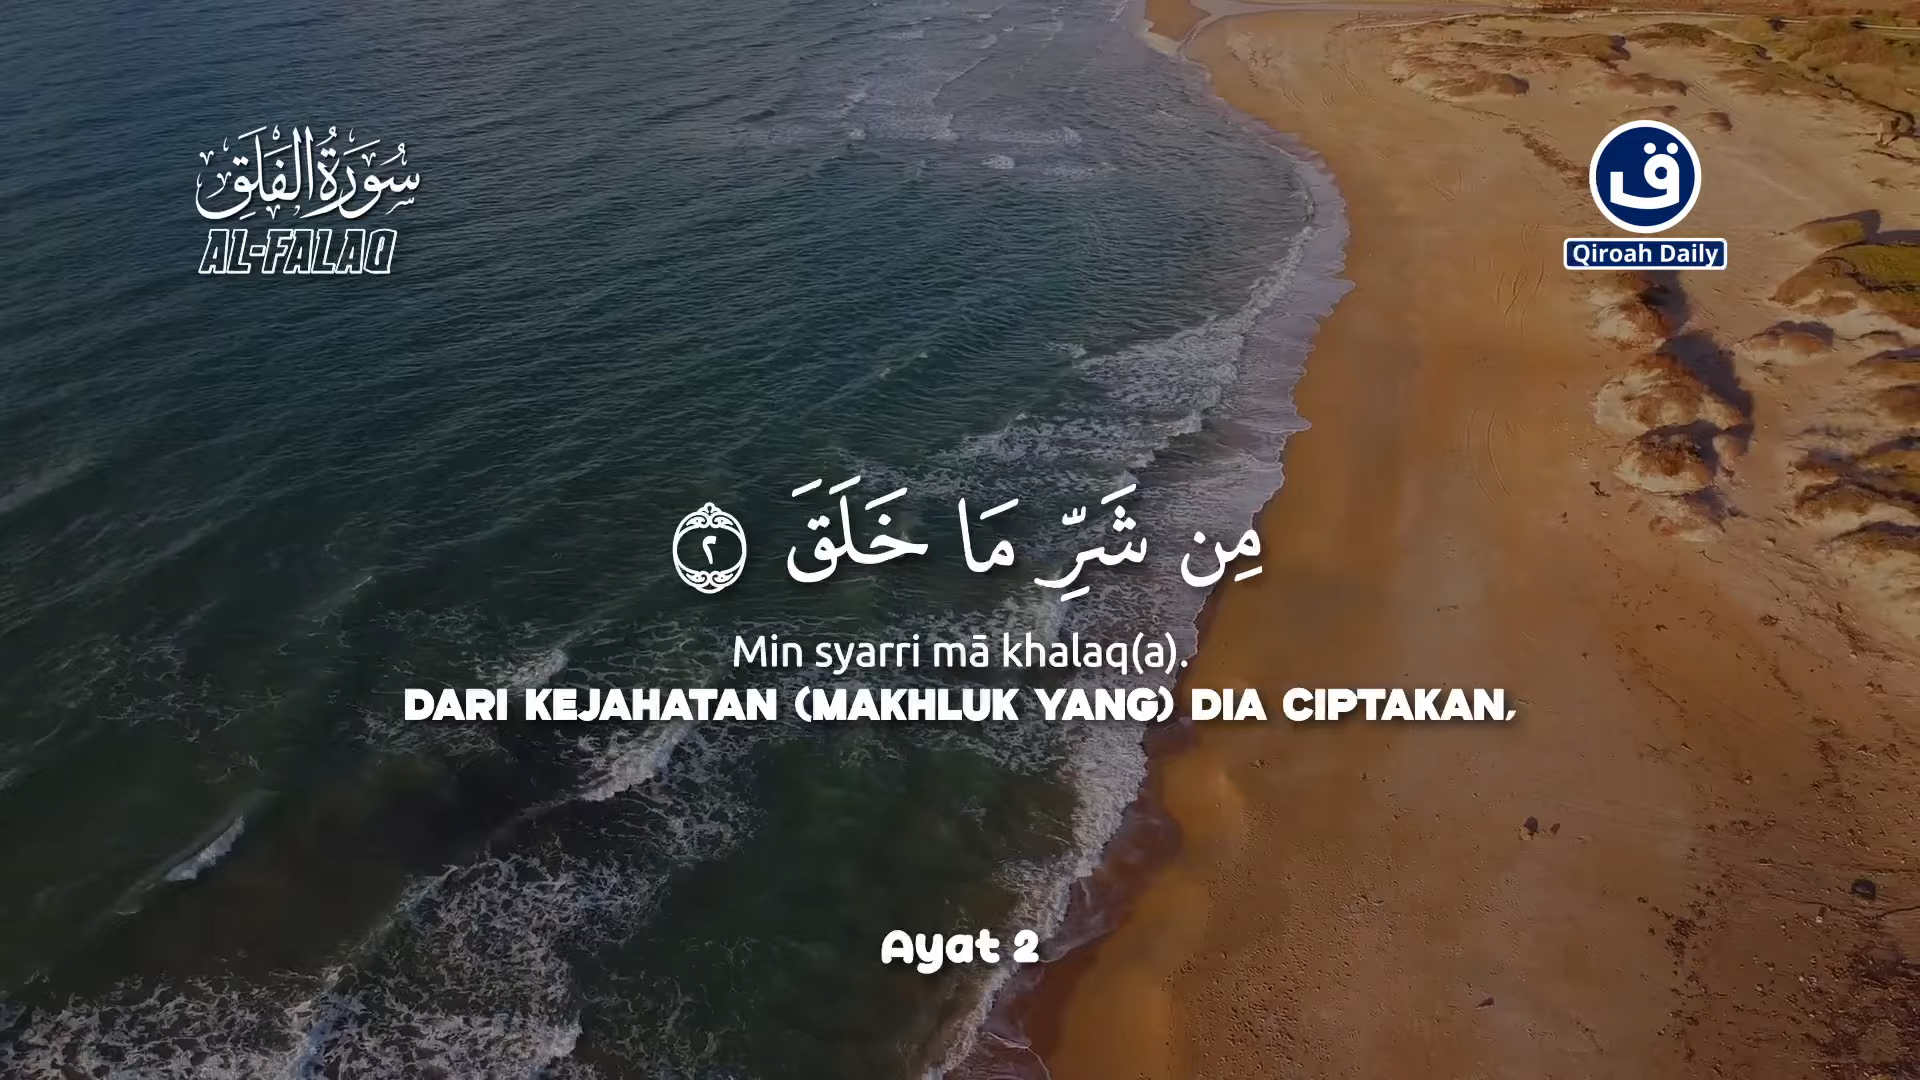 سُورَةُ الفَلَقِ
AL-FALAQ
ق
Qiroah Daily
مِن شَرِّ مَا خَلَقَ ٢
Min syarri mā khalaq(a).
DARI KEJAHATAN (MAKHLUK YANG) DIA CIPTAKAN,
Ayat 2